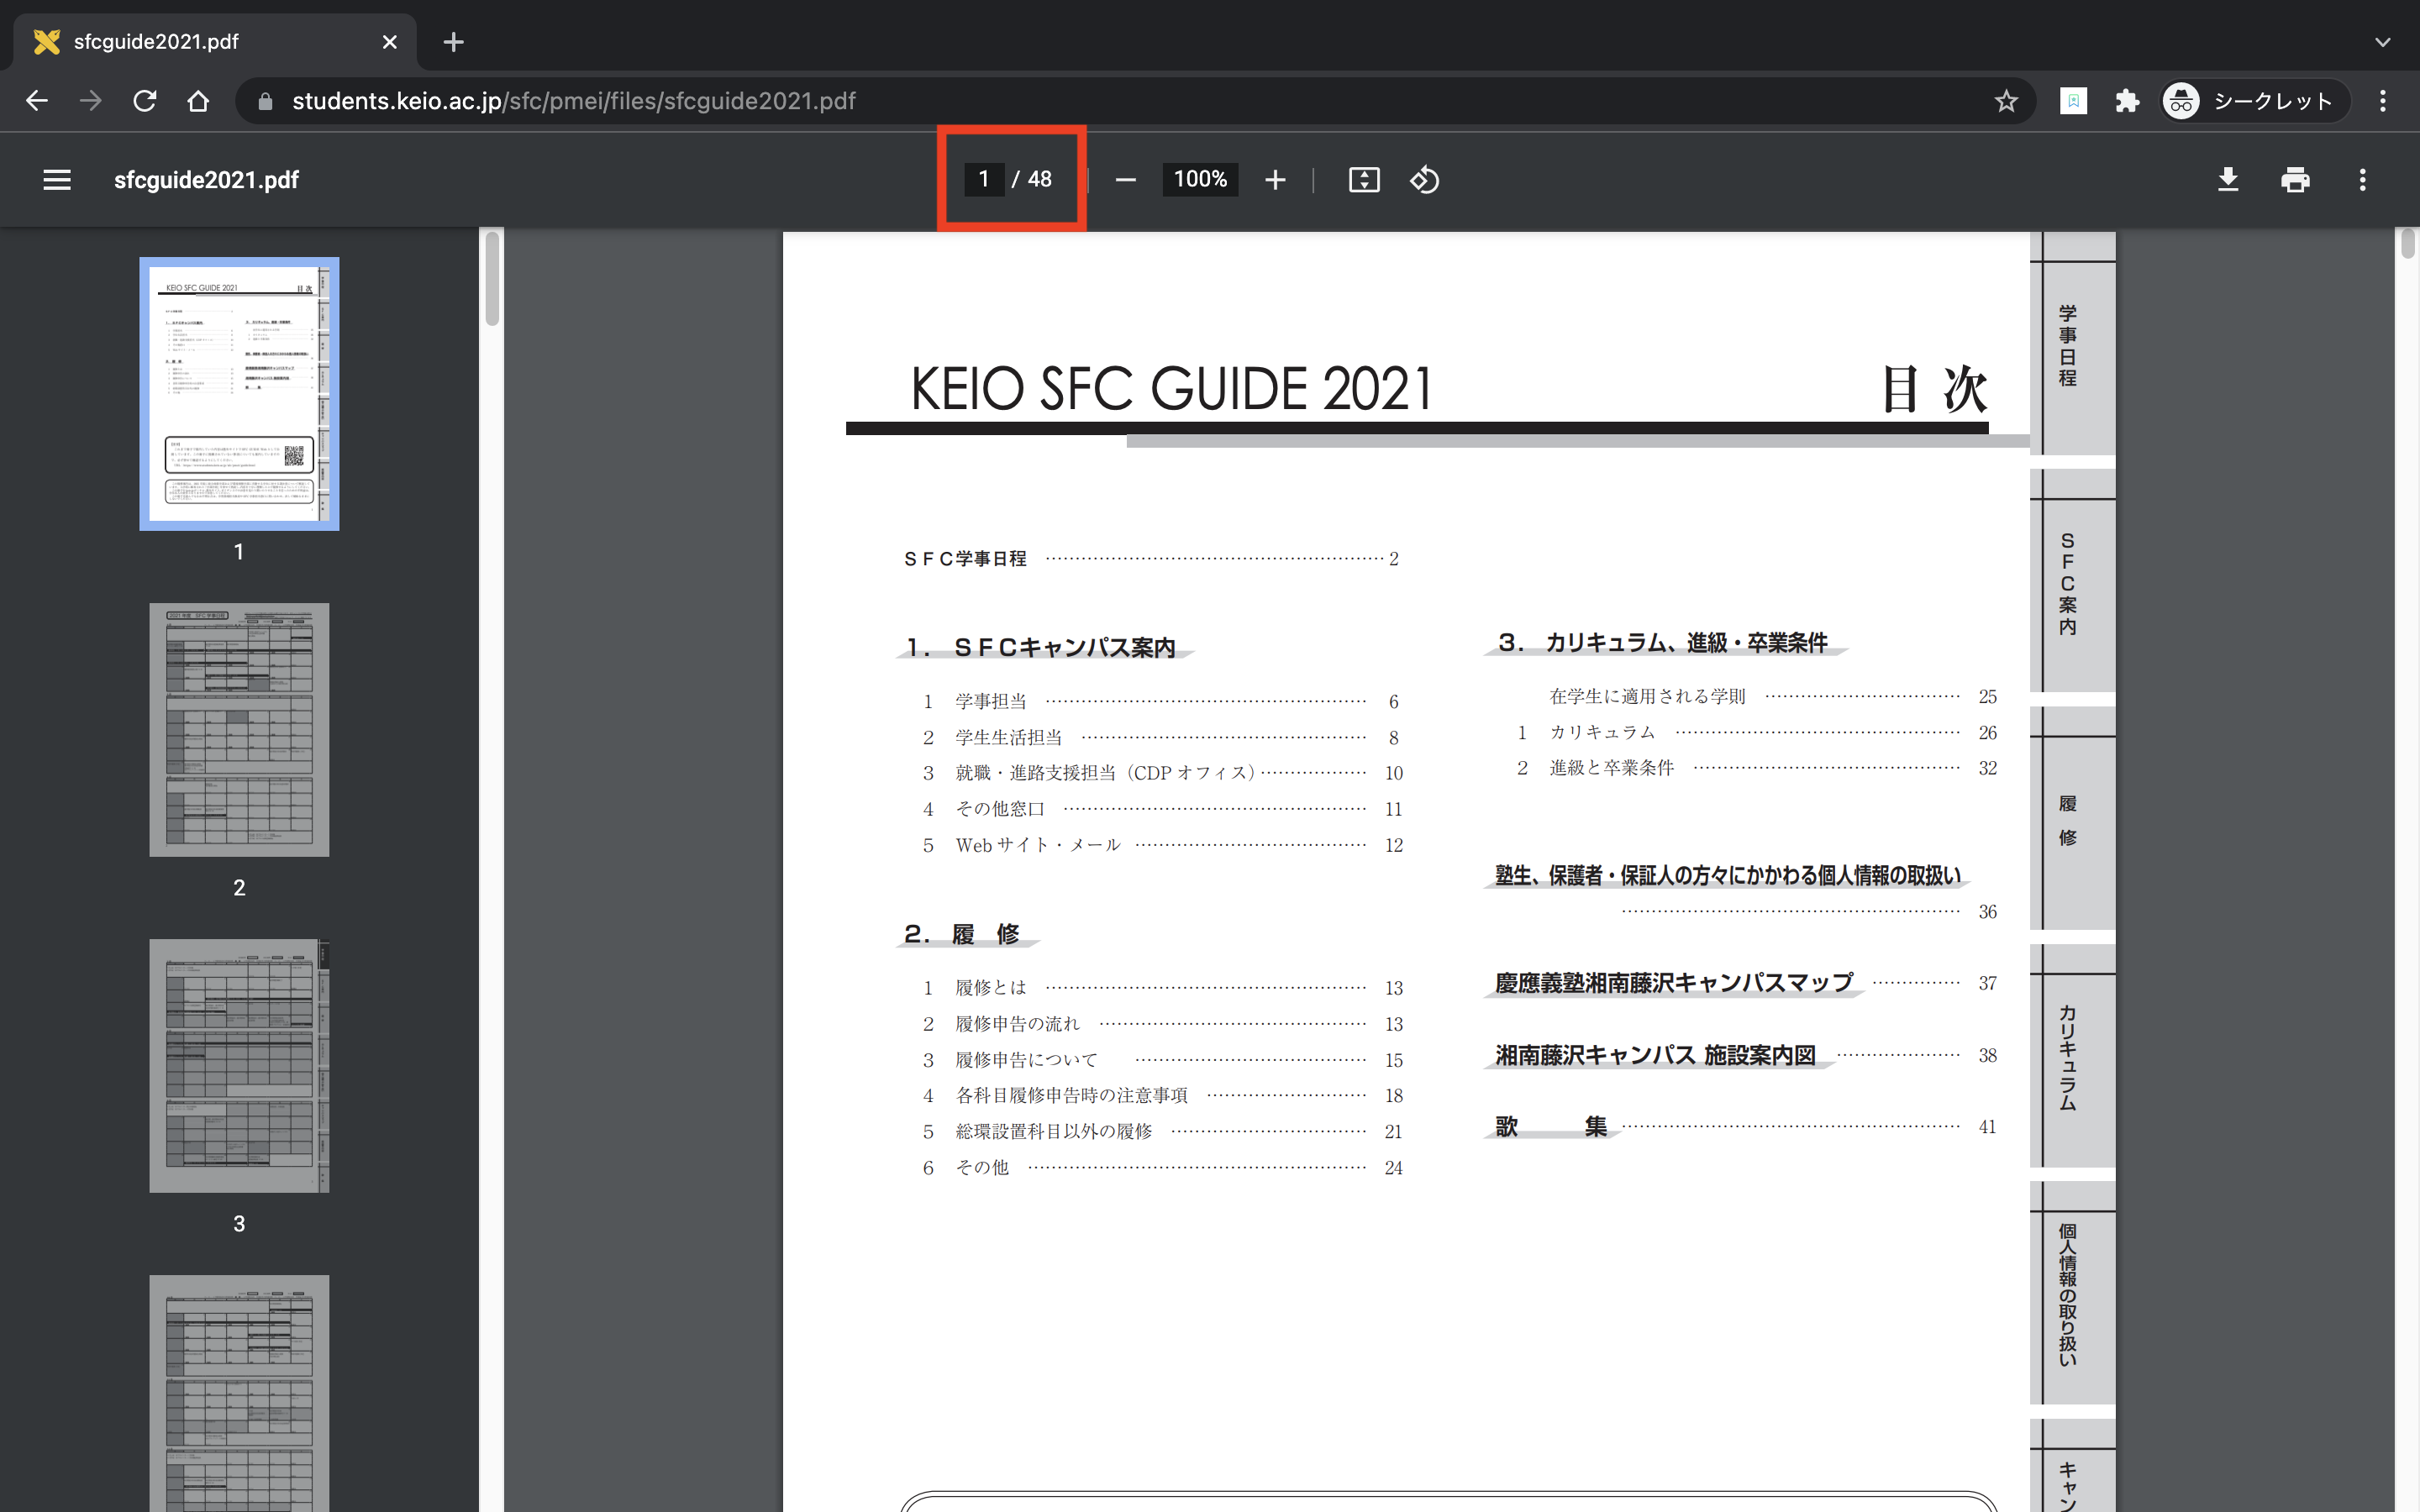 sfcguide2021.pdf
students.keio.ac.jp/sfc/pmei/files/sfcguide2021.pdf
シークレット
sfcguide2021.pdf
1 / 48
100%
KEIO SFC GUIDE 2021
目次
1
2
3
KEIO SFC GUIDE 2021 目 次
ＳＦＣ学事日程 2
1. ＳＦＣキャンパス案内
1 学事担当 6
2 学生生活担当 8
3 就職・進路支援担当（CDP オフィス） 10
4 その他窓口 11
5 Web サイト・メール 12
2. 履 修
1 履修とは 13
2 履修申告の流れ 13
3 履修申告について 15
4 各科目履修申告時の注意事項 18
5 総環設置科目以外の履修 21
6 その他 24
3. カリキュラム、進級・卒業条件
在学生に適用される学則 25
1 カリキュラム 26
2 進級と卒業条件 32
塾生、保護者・保証人の方々にかかわる個人情報の取扱い
36
慶應義塾湘南藤沢キャンパスマップ 37
湘南藤沢キャンパス 施設案内図 38
歌 集 41
学事日程
ＳＦＣ案内
履修
カリキュラム
個人情報の取り扱い
キャン